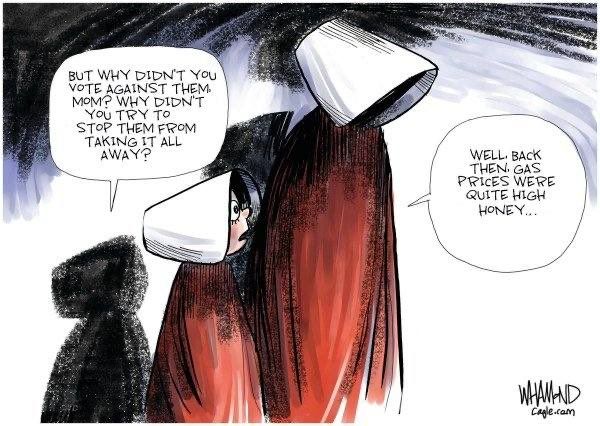 BUT WHY DIDN'T YOU
VOTE AGAINST THEM,
MOM? WHY DIDN'T
YOU TRY TO
STOP THEM FROM
TAKING IT ALL
AWAY?
WELL, BACK
THEN, GAS
PRICES WERE
QUITE HIGH
HONEY...
WHAMOND
Cagle.com